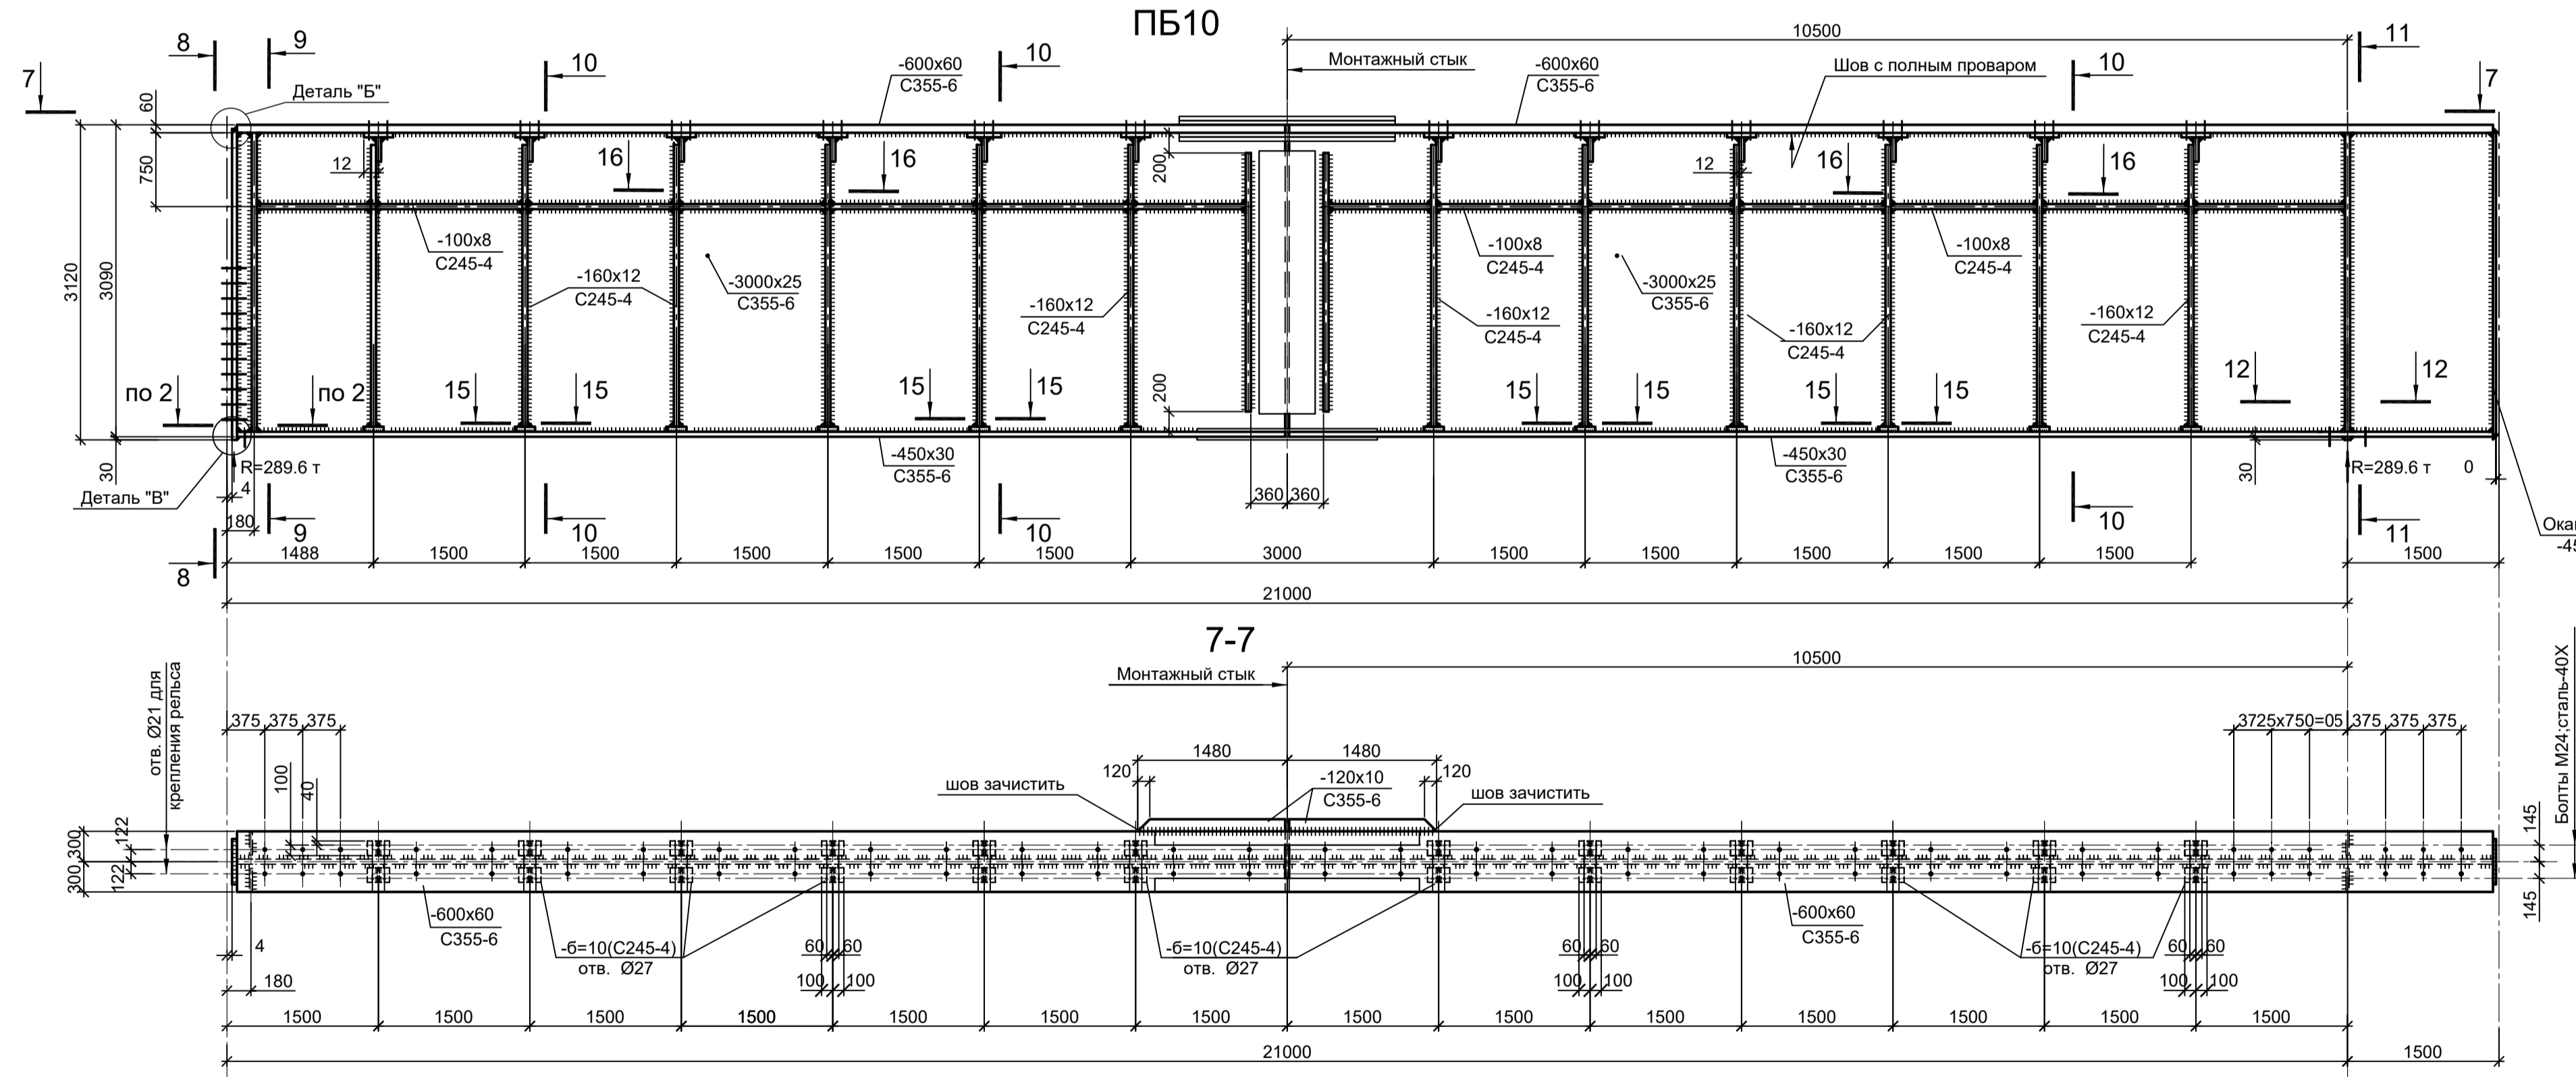 ПБ10
10500
8
9
10
10
11
7
Монтажный стык
-600x60
С355-6
-600x60
С355-6
Шов с полным проваром
10
7
Деталь "Б"
60
750
3120
3090
30
12
16
16
200
12
16
16
-100x8
С245-4
-160x12
С245-4
-3000x25
С355-6
-160x12
С245-4
-100x8
С245-4
-160x12
С245-4
-3000x25
С355-6
-160x12
С245-4
-100x8
С245-4
-160x12
С245-4
по 2
по 2
15
15
15
15
200
15
15
15
15
12
12
R=289.6 т
4
Деталь "В"
180
-450x30
С355-6
360
360
-450x30
С355-6
30
R=289.6 т
0
9
10
10
10
11
8
1488
1500
1500
1500
1500
1500
3000
1500
1500
1500
1500
1500
1500
21000
7-7
Монтажный стык
10500
отв. Ø21 для
крепления рельса
375
375
375
100
40
1480
1480
120
120
шов зачистить
-120x10
С355-6
шов зачистить
3725x750=05
375
375
375
Болты М24;сталь-40Х
300
300
122
122
145
145
-600x60
С355-6
-б=10(С245-4)
отв. Ø27
60
60
100
100
-б=10(С245-4)
отв. Ø27
60
60
100
100
-600x60
С355-6
-б=10(С245-4)
отв. Ø27
60
60
100
100
4
180
1500
1500
1500
1500
1500
1500
1500
1500
1500
1500
1500
1500
1500
1500
21000
1500